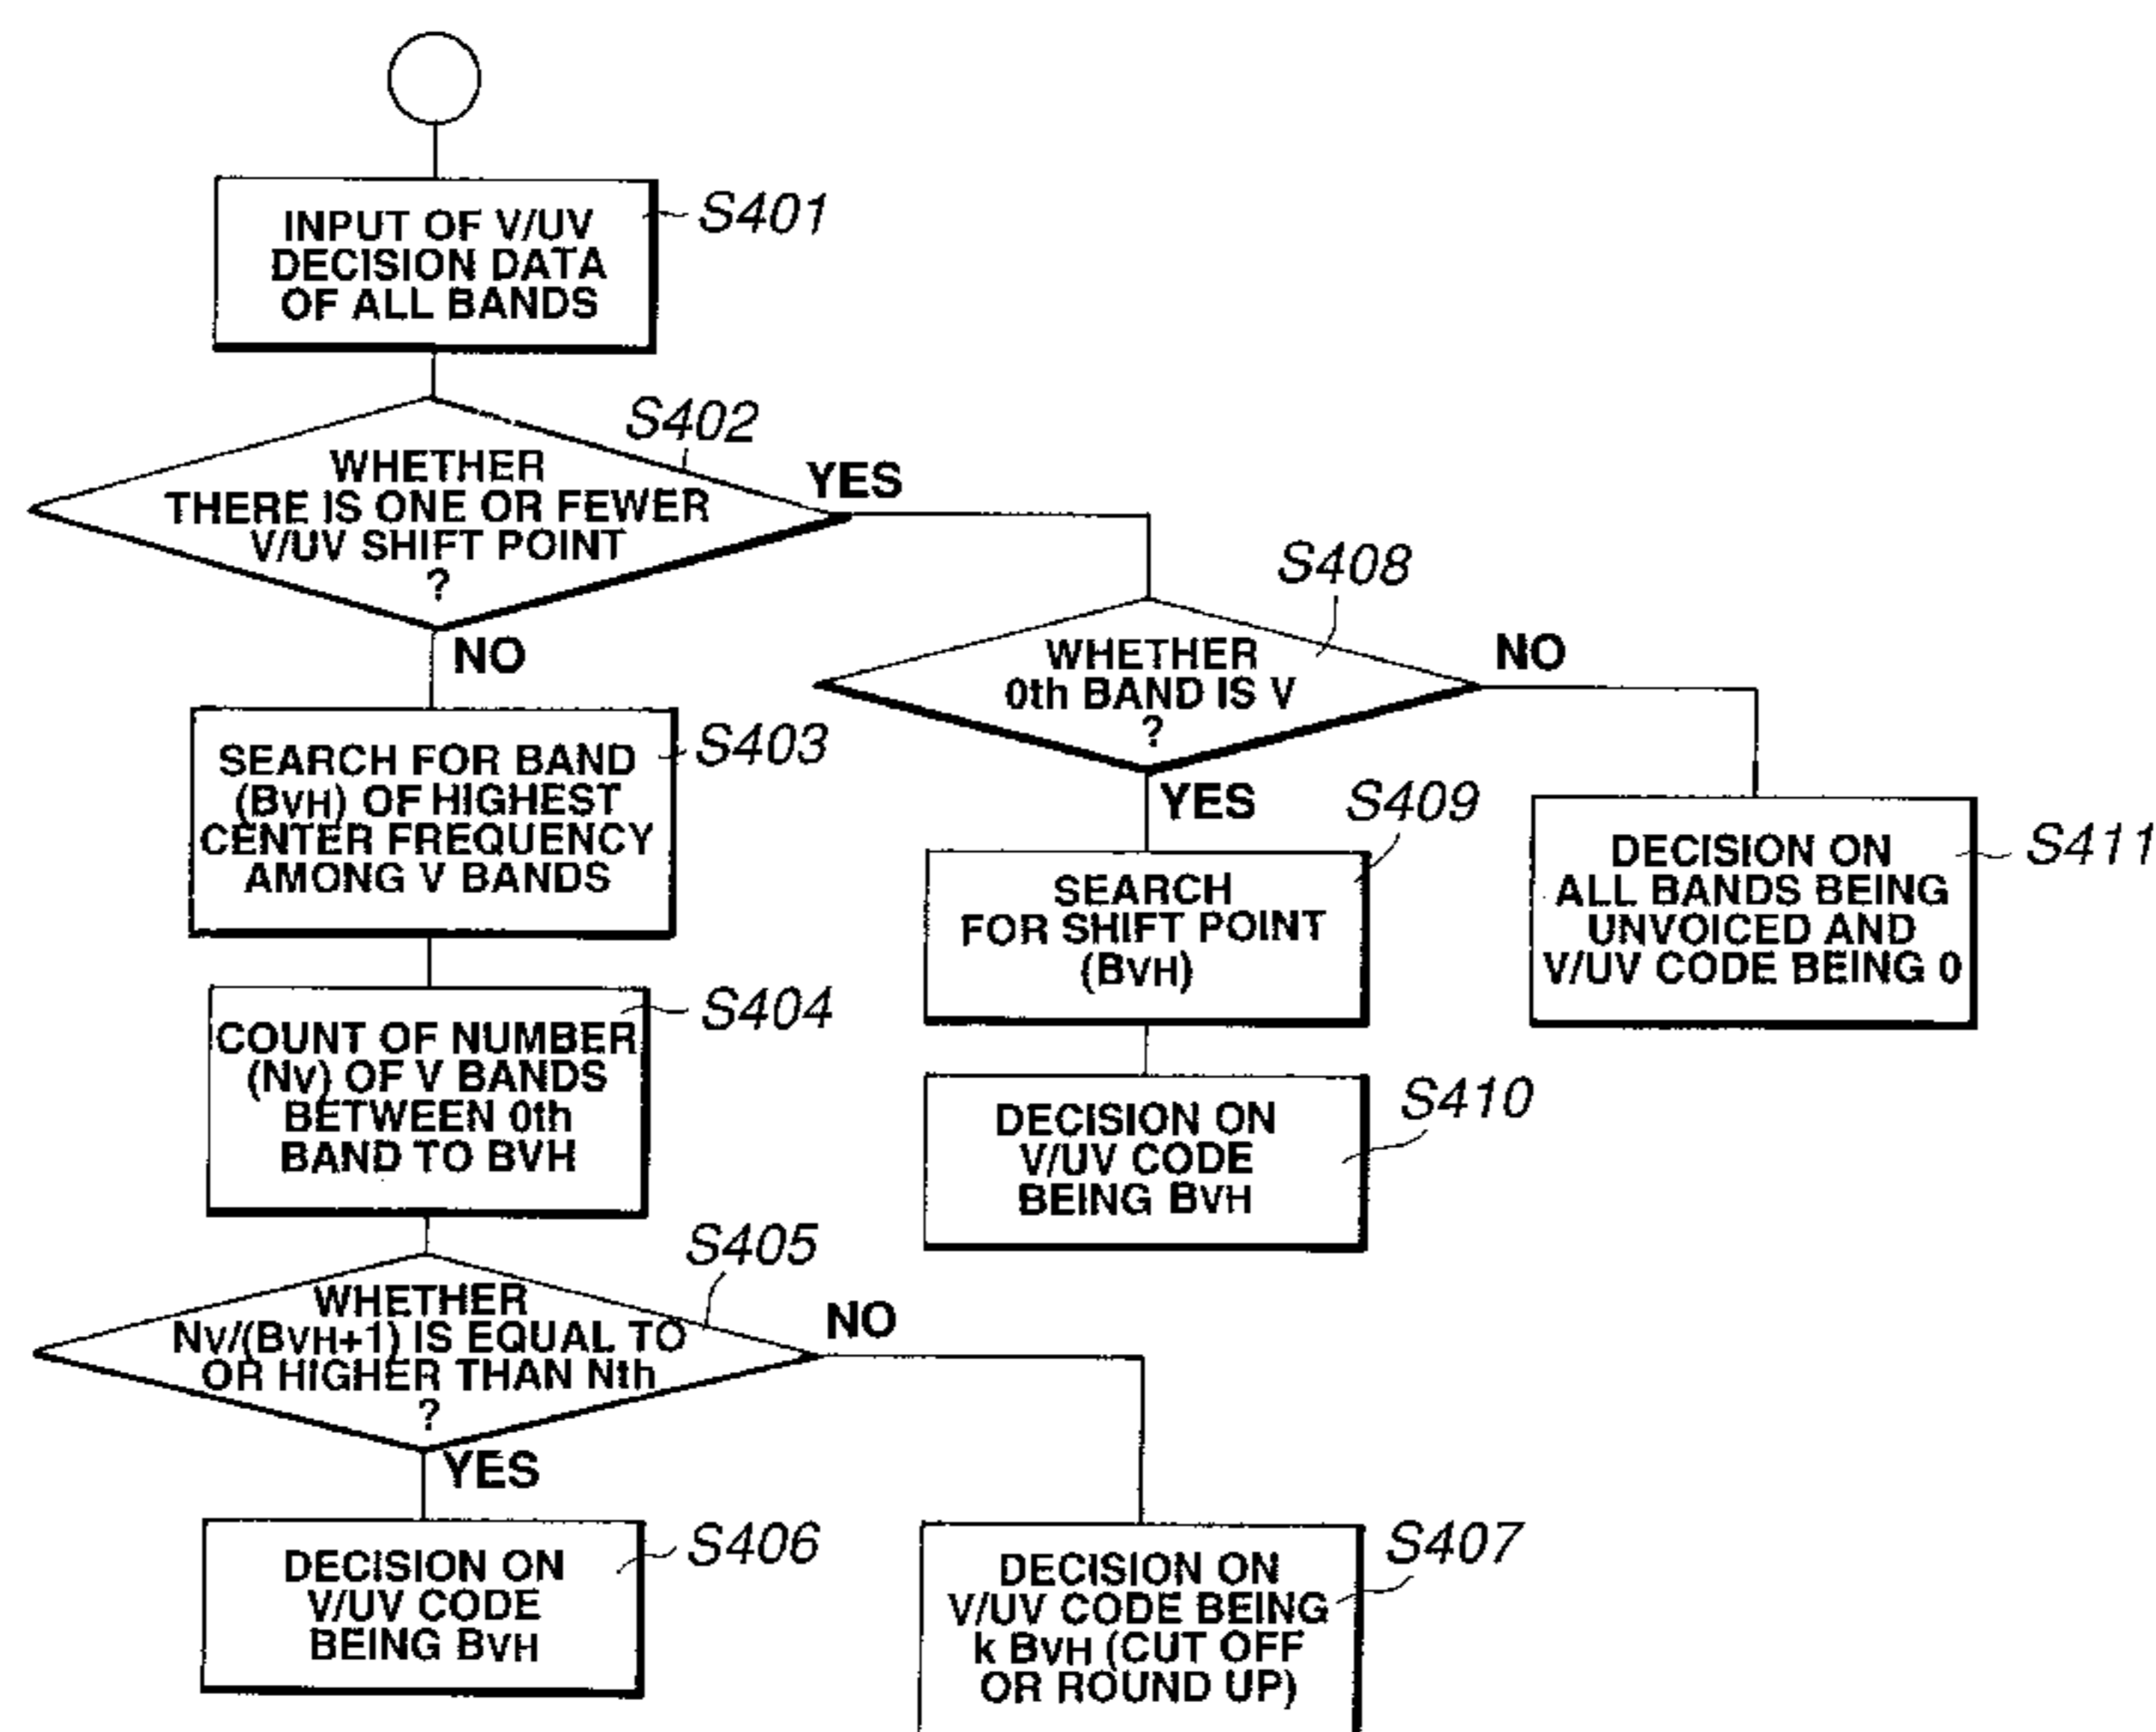 INPUT OF V/UV
DECISION DATA
OF ALL BANDS
S401
WHETHER
THERE IS ONE OR FEWER
V/UV SHIFT POINT
?
S402
YES
NO
SEARCH FOR BAND
(BVH) OF HIGHEST
CENTER FREQUENCY
AMONG V BANDS
S403
COUNT OF NUMBER
(NV) OF V BANDS
BETWEEN 0th
BAND TO BVH
S404
WHETHER
NV/(BVH+1) IS EQUAL TO
OR HIGHER THAN Nth
?
S405
NO
YES
DECISION ON
V/UV CODE
BEING BVH
S406
DECISION ON
V/UV CODE BEING
k BVH (CUT OFF
OR ROUND UP)
S407
WHETHER
0th BAND IS V
?
S408
NO
YES
SEARCH
FOR SHIFT POINT
(BVH)
S409
DECISION ON
V/UV CODE
BEING BVH
S410
DECISION ON
ALL BANDS BEING
UNVOICED AND
V/UV CODE BEING 0
S411